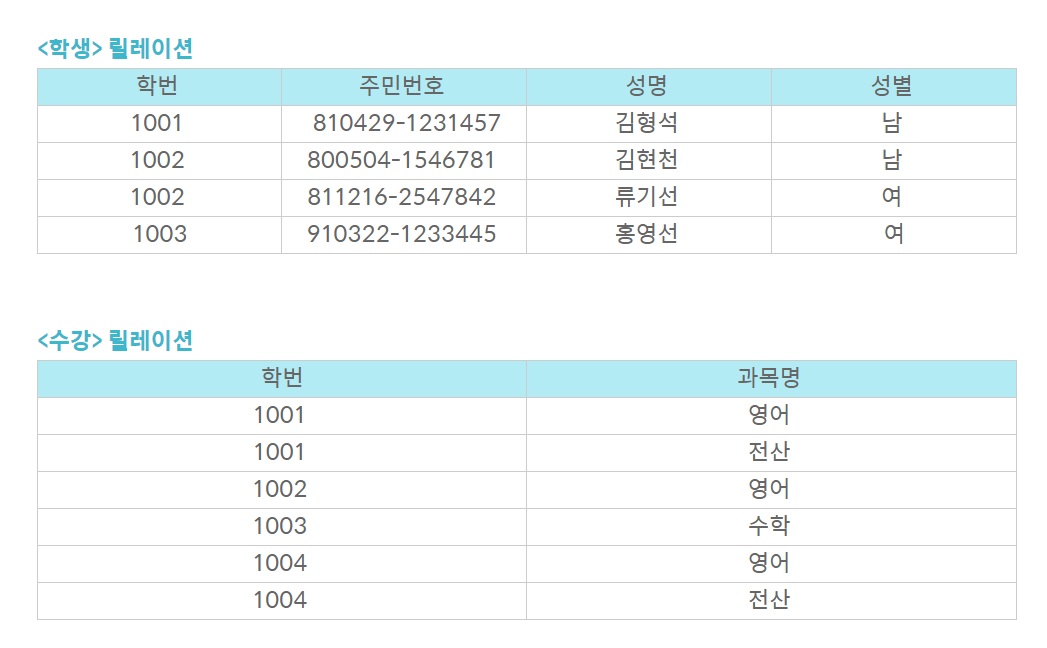 <학생> 릴레이션
학번 주민번호 성명 성별
1001 810429-1231457 김형석 남
1002 800504-1546781 김현천 남
1002 811216-2547842 류기선 여
1003 910322-1233445 홍영선 여
<수강> 릴레이션
학번 과목명
1001 영어
1001 전산
1002 영어
1003 수학
1004 영어
1004 전산